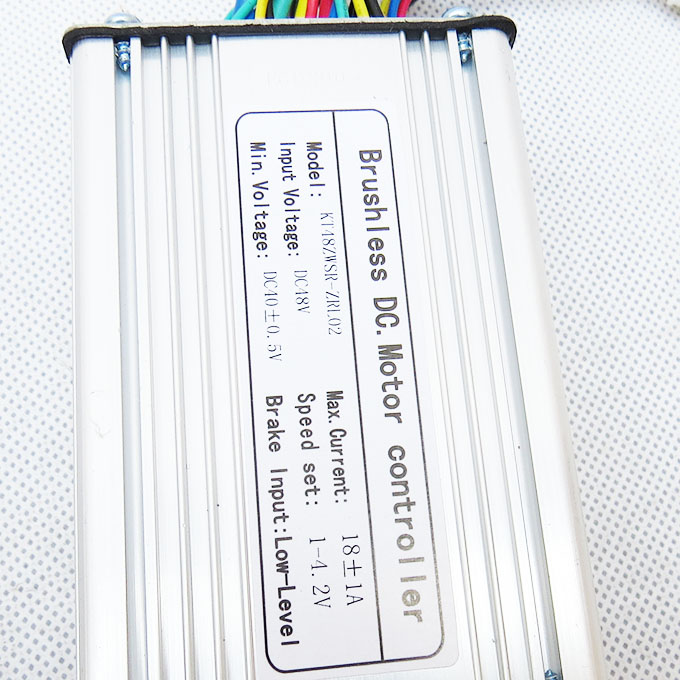 Brushless DC.Motor controller
Model: KT48ZWSR-ZRL02
Max.Current: 18±1A
Input Voltage: DC48V
Speed set: 1-4.2V
Min.Voltage: DC40±0.5V
Brake Input:Low-Level